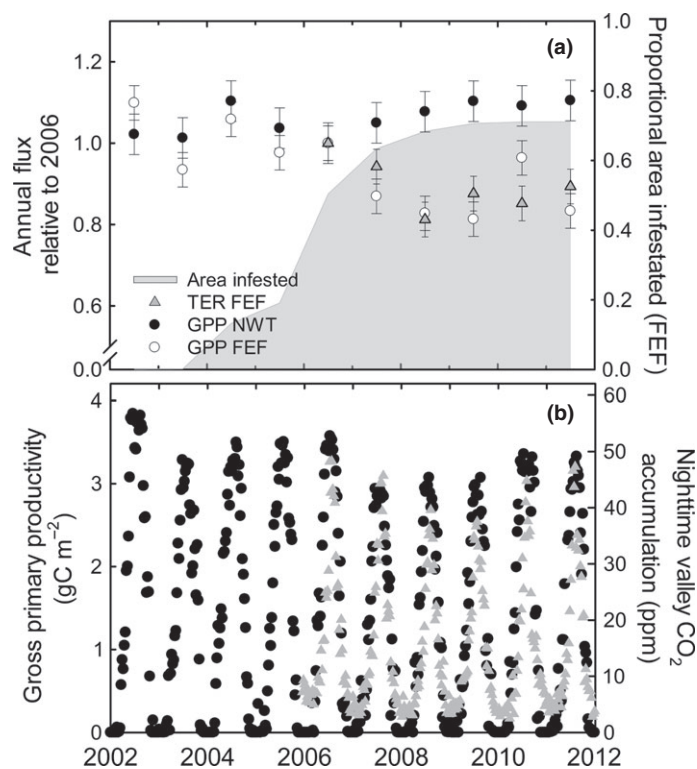 (a)
1.3
1.2
1.0
0.8
0.6
0.0
Annual flux
relative to 2006
1.0
0.8
0.6
0.4
0.2
0.0
Proportional area
infestated (FEF)
Area infested
TER FEF
GPP NWT
GPP FEF
(b)
4
3
2
1
0
Gross primary productivity
(gC m⁻²)
60
50
40
30
20
10
0
Nighttime valley CO₂
accumulation (ppm)
2002 2004 2006 2008 2010 2012